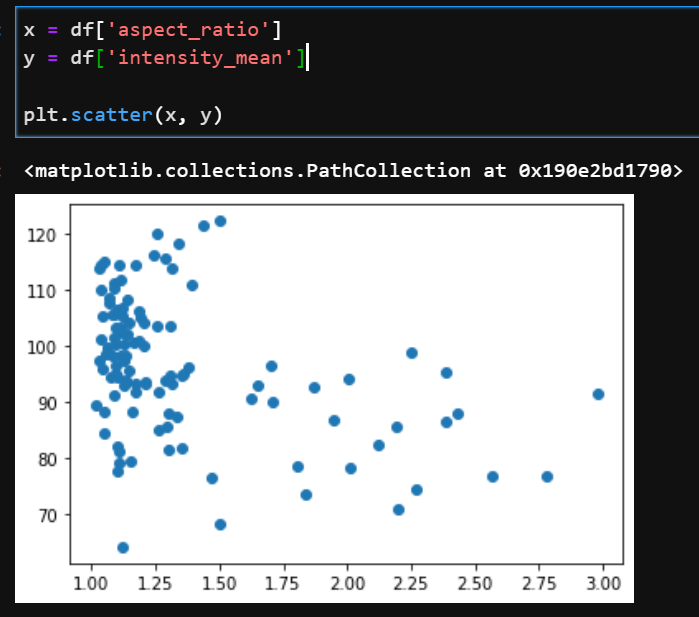 x = df['aspect_ratio']
y = df['intensity_mean']
plt.scatter(x, y)
<matplotlib.collections.PathCollection at 0x190e2bd1790>
120
110
100
90
80
70
1.00 1.25 1.50 1.75 2.00 2.25 2.50 2.75 3.00